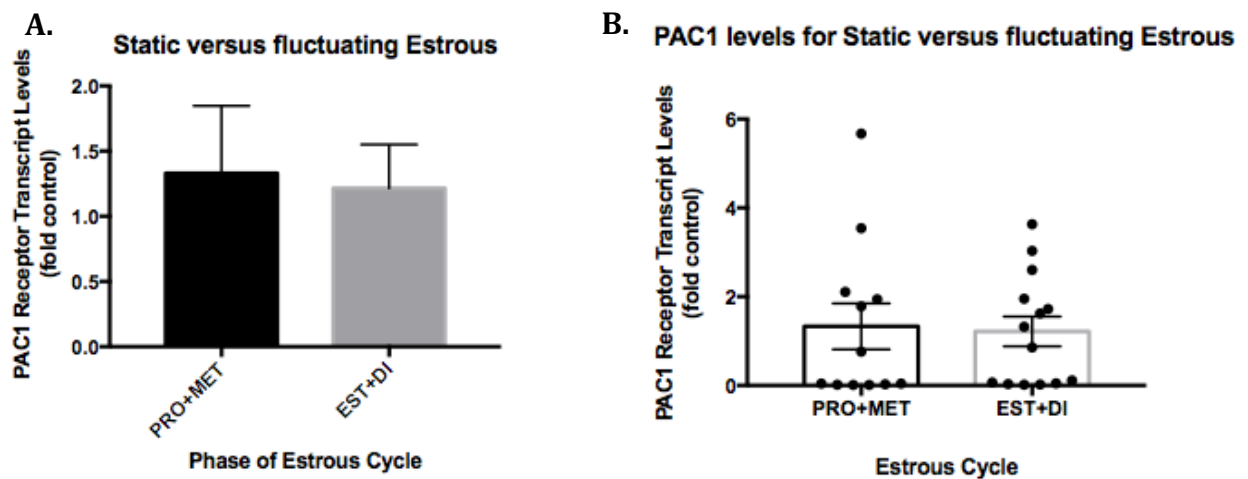 A.
Static versus fluctuating Estrous
PAC1 Receptor Transcript Levels
(fold control)
2.0
1.5
1.0
0.5
0.0
PRO+MET
EST+DI
Phase of Estrous Cycle
B.
PAC1 levels for Static versus fluctuating Estrous
PAC1 Receptor Transcript Levels
(fold control)
6
4
2
0
PRO+MET
EST+DI
Estrous Cycle